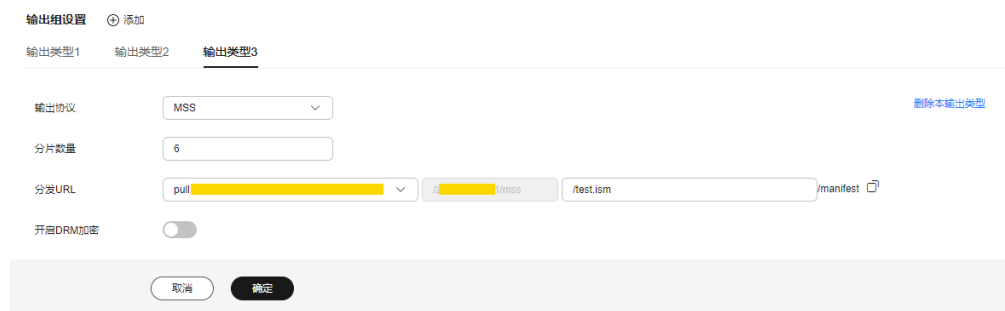 输出组设置 添加
输出类型1 输出类型2 输出类型3
输出协议 MSS 删除本输出类型
分片数量 6
分发URL pull /mss /test.ism /manifest
开启DRM加密
取消 确定